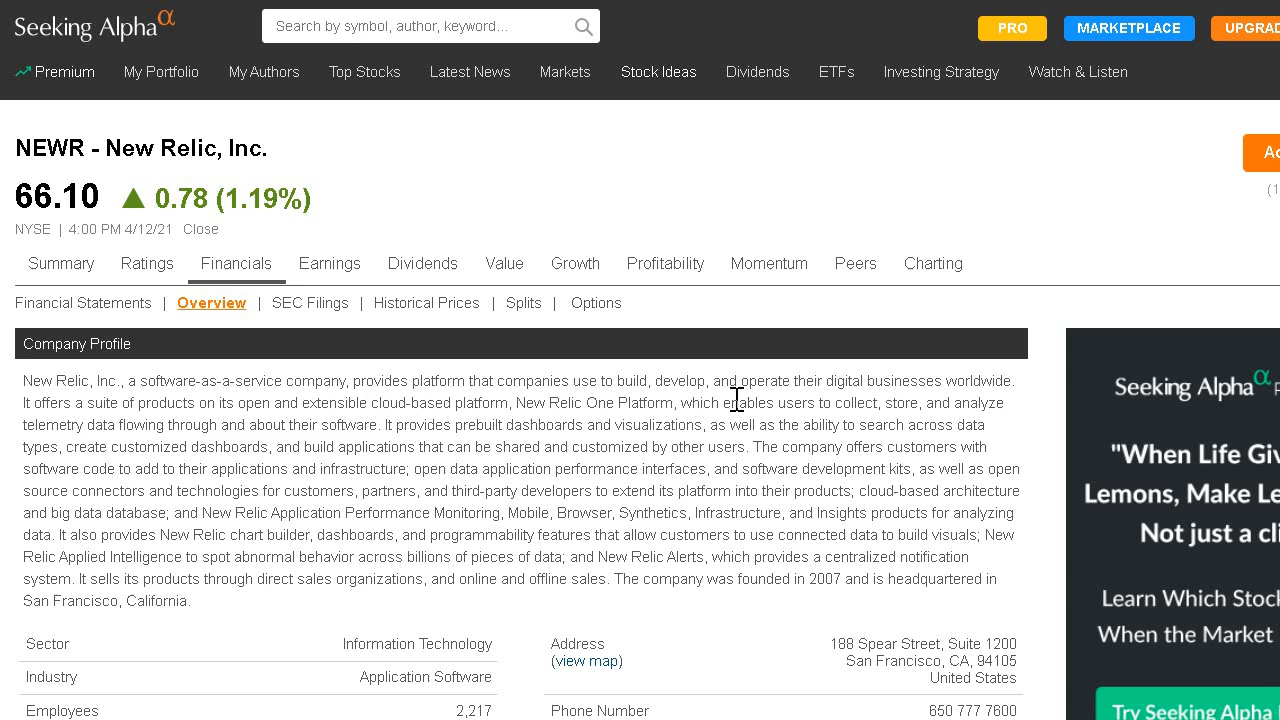 Seeking Alpha α
Search by symbol, author, keyword...
PRO
MARKETPLACE
Premium
My Portfolio
My Authors
Top Stocks
Latest News
Markets
Stock Ideas
Dividends
ETFs
Investing Strategy
Watch & Listen
NEWR - New Relic, Inc.
66.10 ▲ 0.78 (1.19%)
NYSE | 4:00 PM 4/12/21 Close
Summary
Ratings
Financials
Earnings
Dividends
Value
Growth
Profitability
Momentum
Peers
Charting
Financial Statements | Overview | SEC Filings | Historical Prices | Splits | Options
Company Profile
New Relic, Inc., a software-as-a-service company, provides platform that companies use to build, develop, and operate their digital businesses worldwide.
It offers a suite of products on its open and extensible cloud-based platform, New Relic One Platform, which enables users to collect, store, and analyze
telemetry data flowing through and about their software. It provides prebuilt dashboards and visualizations, as well as the ability to search across data
types, create customized dashboards, and build applications that can be shared and customized by other users. The company offers customers with
software code to add to their applications and infrastructure; open data application performance interfaces, and software development kits, as well as open
source connectors and technologies for customers, partners, and third-party developers to extend its platform into their products; cloud-based architecture
and big data database; and New Relic Application Performance Monitoring, Mobile, Browser, Synthetics, Infrastructure, and Insights products for analyzing
data. It also provides New Relic chart builder, dashboards, and programmability features that allow customers to use connected data to build visuals; New
Relic Applied Intelligence to spot abnormal behavior across billions of pieces of data; and New Relic Alerts, which provides a centralized notification
system. It sells its products through direct sales organizations, and online and offline sales. The company was founded in 2007 and is headquartered in
San Francisco, California.
Sector Information Technology
Industry Application Software
Employees 2,217
Address 188 Spear Street, Suite 1200
(view map) San Francisco, CA, 94105
United States
Phone Number 650 777 7600
Seeking Alpha α
"When Life
Lemons, Make
Not just a
Learn Which
When the Market
Try Seeking Alpha